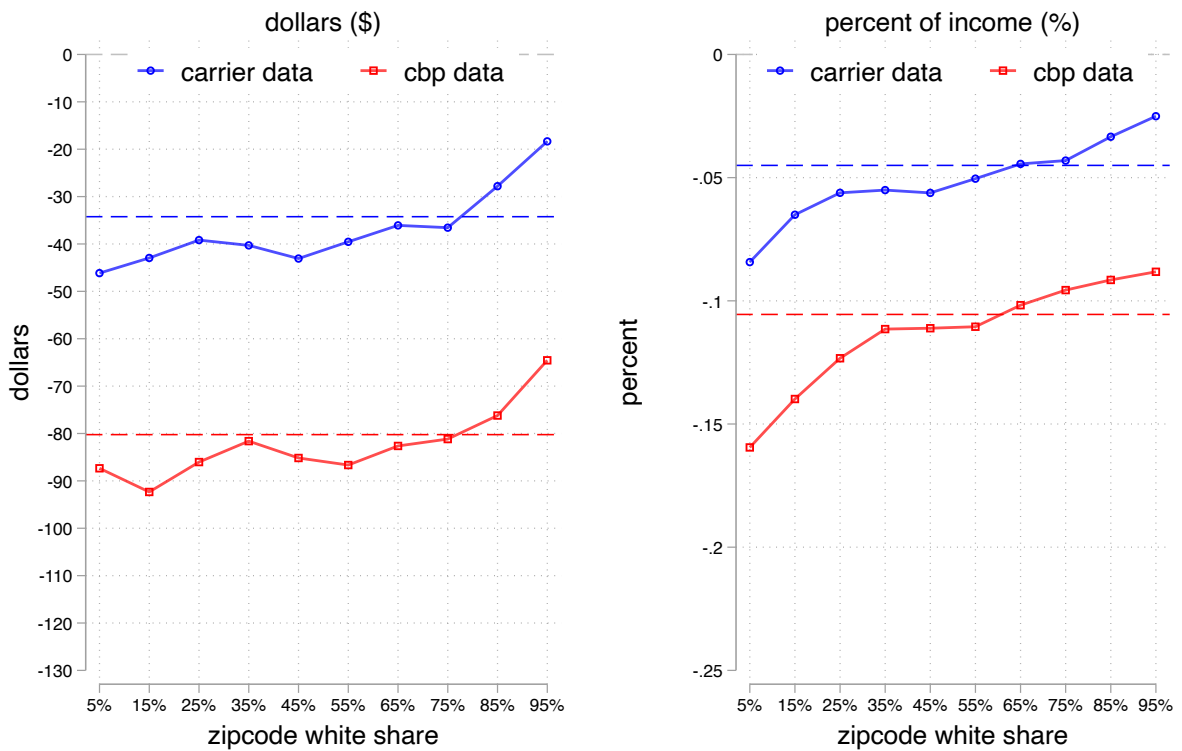 dollars ($)
carrier data
cbp data
0
-10
-20
-30
-40
-50
-60
-70
-80
-90
-100
-110
-120
-130
dollars
5% 15% 25% 35% 45% 55% 65% 75% 85% 95%
zipcode white share
percent of income (%)
carrier data
cbp data
0
-.05
-.1
-.15
-.2
-.25
percent
5% 15% 25% 35% 45% 55% 65% 75% 85% 95%
zipcode white share